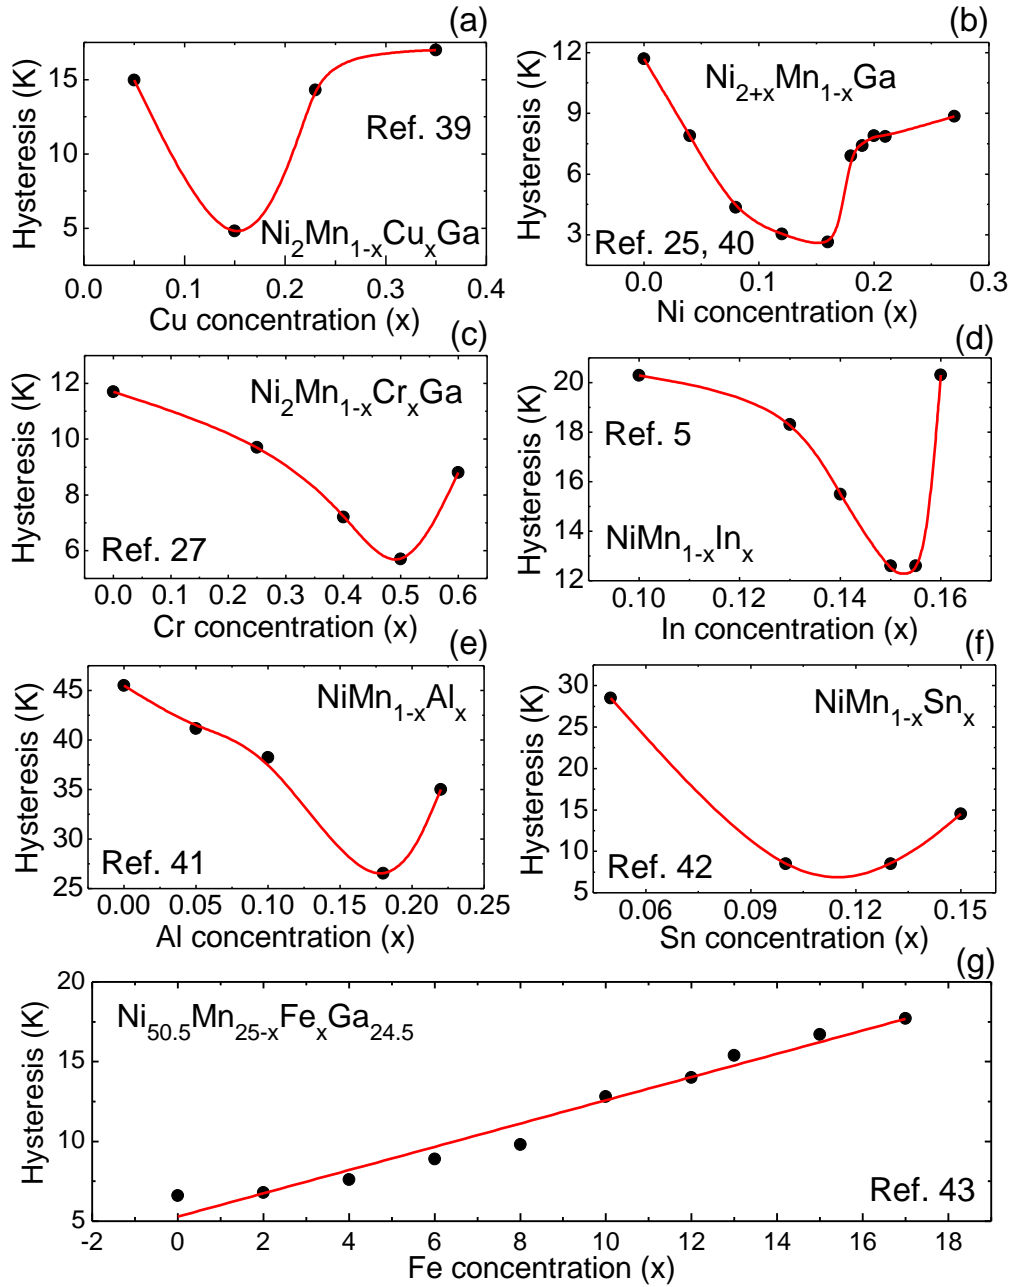 (a)
Hysteresis (K)
15
10
5
Ref. 39
Ni2Mn1-xCuxGa
0.0 0.1 0.2 0.3 0.4
Cu concentration (x)
(b)
Hysteresis (K)
12
9
6
3
Ni2+xMn1-xGa
Ref. 25, 40
0.0 0.1 0.2 0.3
Ni concentration (x)
(c)
Hysteresis (K)
12
10
8
6
Ni2Mn1-xCrxGa
Ref. 27
0.0 0.1 0.2 0.3 0.4 0.5 0.6
Cr concentration (x)
(d)
Hysteresis (K)
20
18
16
14
12
Ref. 5
NiMn1-xInx
0.10 0.12 0.14 0.16
In concentration (x)
(e)
Hysteresis (K)
45
40
35
30
25
NiMn1-xAlx
Ref. 41
0.00 0.05 0.10 0.15 0.20 0.25
Al concentration (x)
(f)
Hysteresis (K)
30
25
20
15
10
5
NiMn1-xSnx
Ref. 42
0.06 0.09 0.12 0.15
Sn concentration (x)
(g)
Hysteresis (K)
20
15
10
5
Ni50.5Mn25-xFexGa24.5
Ref. 43
-2 0 2 4 6 8 10 12 14 16 18
Fe concentration (x)